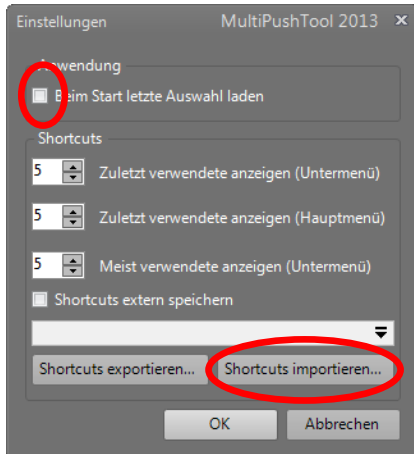 Einstellungen MultiPushTool 2013 ×
Anwendung
Beim Start letzte Auswahl laden
Shortcuts
5 Zuletzt verwendete anzeigen (Untermenü)
5 Zuletzt verwendete anzeigen (Hauptmenü)
5 Meist verwendete anzeigen (Untermenü)
Shortcuts extern speichern
Shortcuts exportieren... Shortcuts importieren...
OK Abbrechen